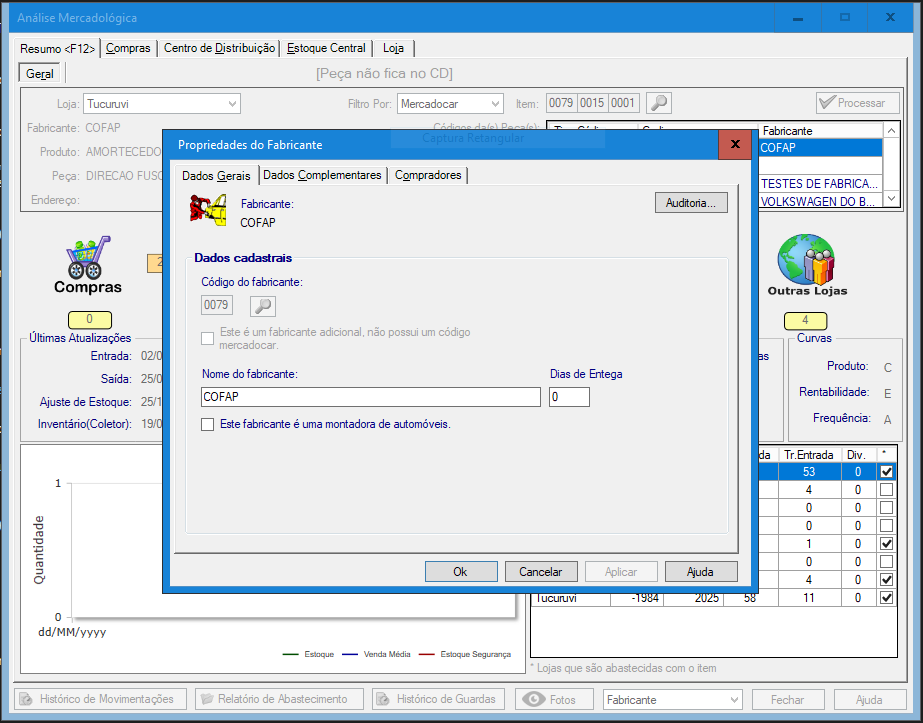 Análise Mercadológica
Resumo <F12> Compras Centro de Distribuição Estoque Central Loja
Geral [Peça não fica no CD]
Loja: Tucuruvi Filtro Por: Mercadocar Item: 0079 0015 0001 Processar
Fabricante: COFAP Códigos da(s) Peça(s): Fabricante
COFAP
Produto: AMORTECEDO
Peça: DIRECAO FUSC TESTES DE FABRICA...
Endereço: VOLKSWAGEN DO B...
Captura Retangular
Propriedades do Fabricante
Dados Gerais Dados Complementares Compradores
Fabricante: Auditoria...
COFAP
Dados cadastrais
Código do fabricante:
0079
Este é um fabricante adicional, não possui um código
mercadocar.
Nome do fabricante: Dias de Entega
COFAP 0
Este fabricante é uma montadora de automóveis.
Ok Cancelar Aplicar Ajuda
Compras 2
0
Outras Lojas
4
Últimas Atualizações
Entrada: 02/0
Saída: 25/0
Ajuste de Estoque: 25/1
Inventário(Coletor): 19/0
as
Curvas
Produto: C
Rentabilidade: E
Frequência: A
da Tr.Entrada Div. *
53 0
4 0
0 0
0 0
1 0
0 0
4 0
Tucuruvi -1984 2025 58 11 0
Quantidade
1
0
dd/MM/yyyy
Estoque Venda Média Estoque Segurança
* Lojas que são abastecidas com o item
Histórico de Movimentações Relatório de Abastecimento Histórico de Guardas Fotos Fabricante Fechar Ajuda